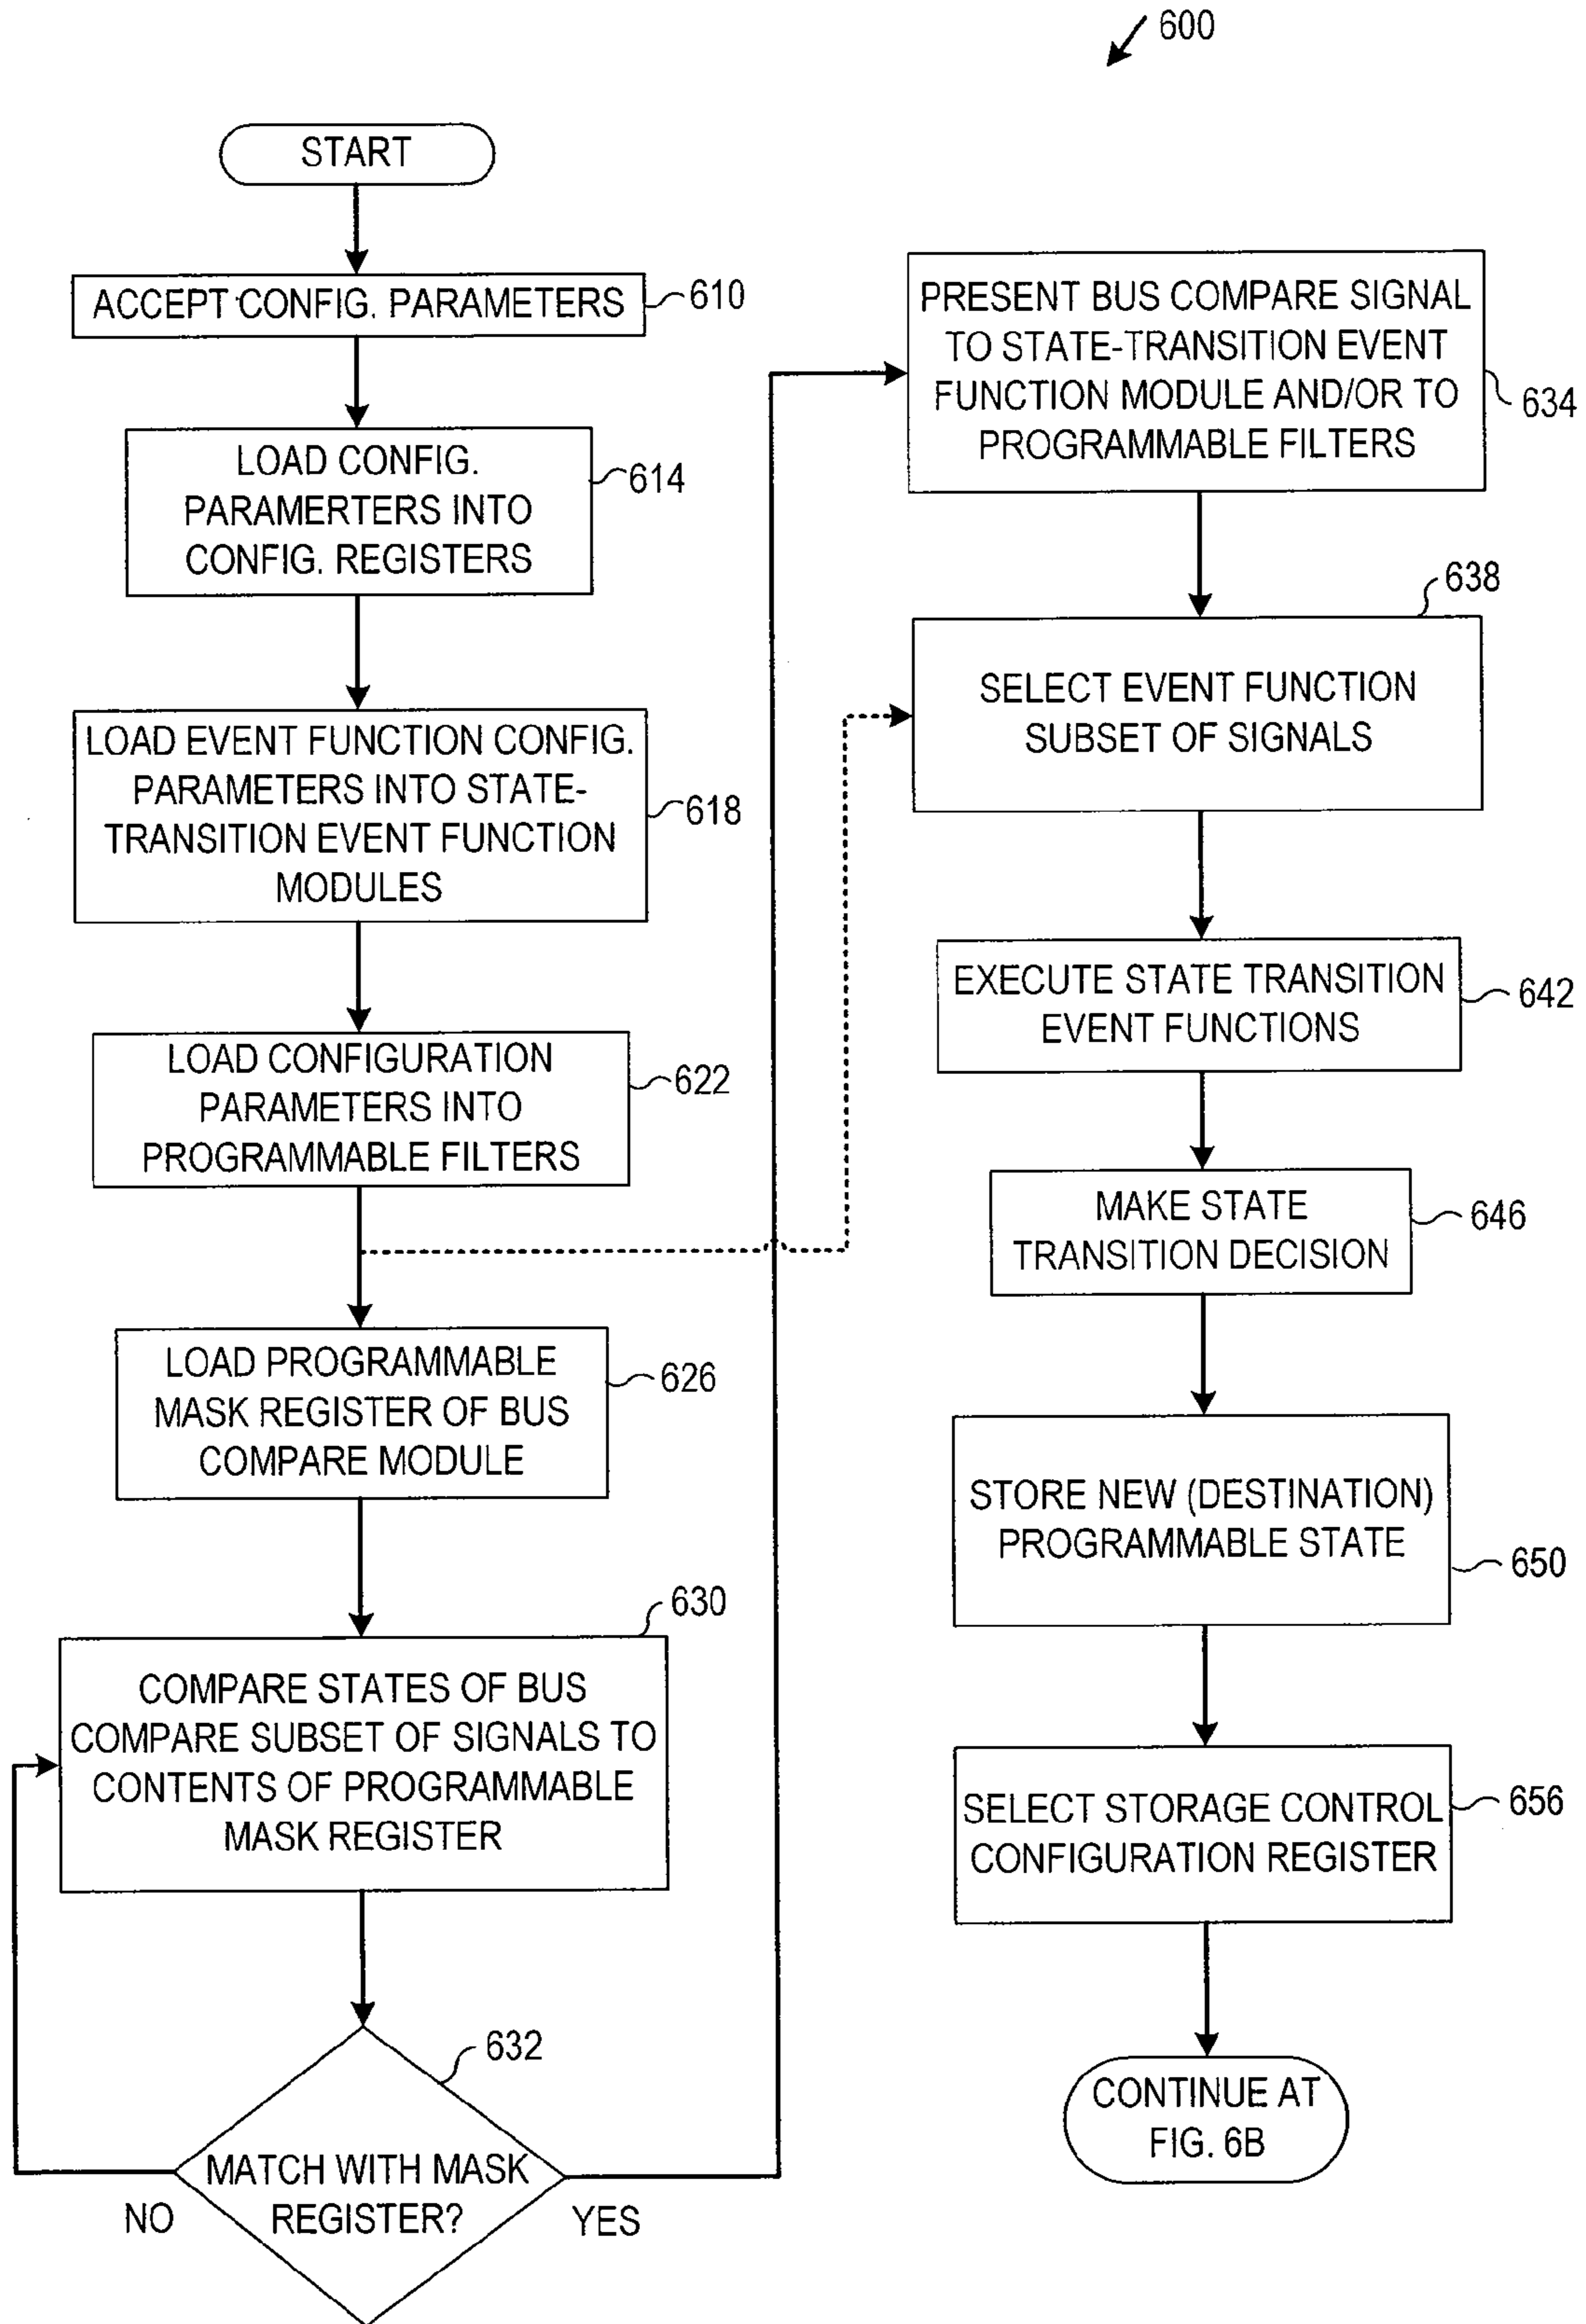 600
START
ACCEPT CONFIG. PARAMETERS
610
LOAD CONFIG.
PARAMERTERS INTO
CONFIG. REGISTERS
614
LOAD EVENT FUNCTION CONFIG.
PARAMETERS INTO STATE-
TRANSITION EVENT FUNCTION
MODULES
618
LOAD CONFIGURATION
PARAMETERS INTO
PROGRAMMABLE FILTERS
622
LOAD PROGRAMMABLE
MASK REGISTER OF BUS
COMPARE MODULE
626
630
COMPARE STATES OF BUS
COMPARE SUBSET OF SIGNALS TO
CONTENTS OF PROGRAMMABLE
MASK REGISTER
632
MATCH WITH MASK
REGISTER?
NO
YES
PRESENT BUS COMPARE SIGNAL
TO STATE-TRANSITION EVENT
FUNCTION MODULE AND/OR TO
PROGRAMMABLE FILTERS
634
638
SELECT EVENT FUNCTION
SUBSET OF SIGNALS
EXECUTE STATE TRANSITION
EVENT FUNCTIONS
642
MAKE STATE
TRANSITION DECISION
646
STORE NEW (DESTINATION)
PROGRAMMABLE STATE
650
SELECT STORAGE CONTROL
CONFIGURATION REGISTER
656
CONTINUE AT
FIG. 6B